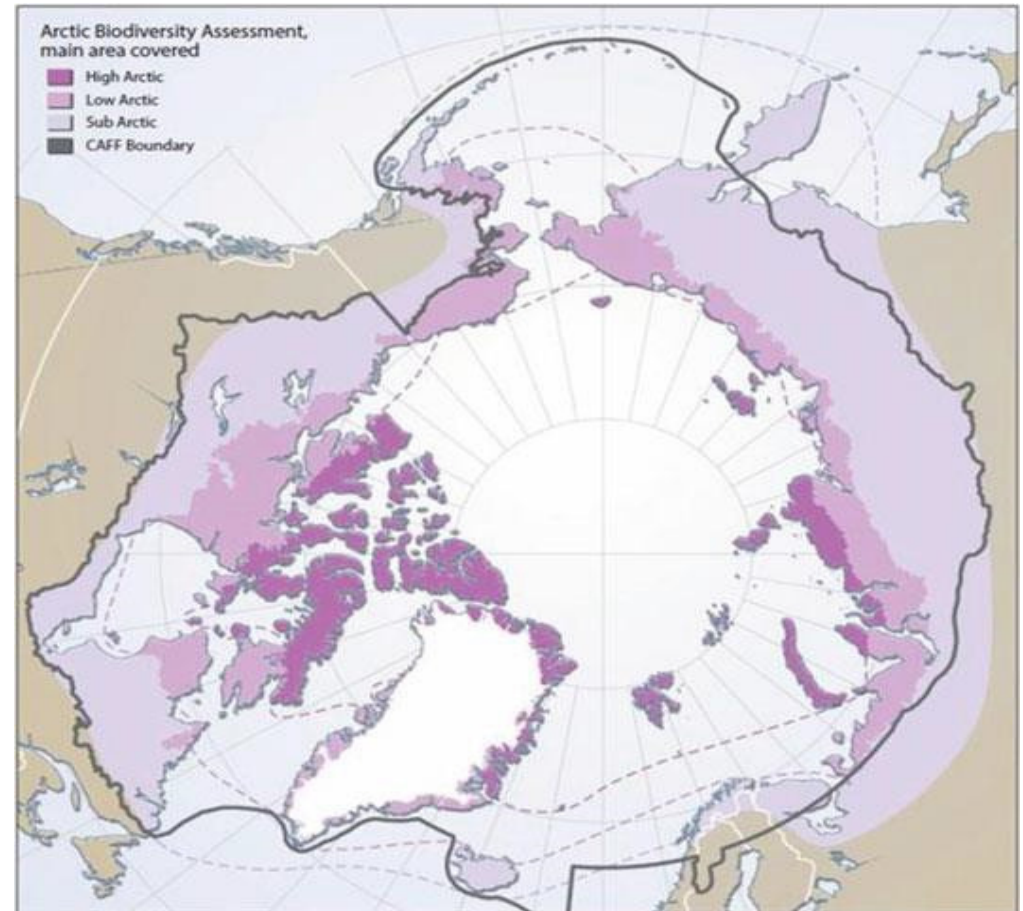 Arctic Biodiversity Assessment,
main area covered
High Arctic
Low Arctic
Sub Arctic
CAFF Boundary